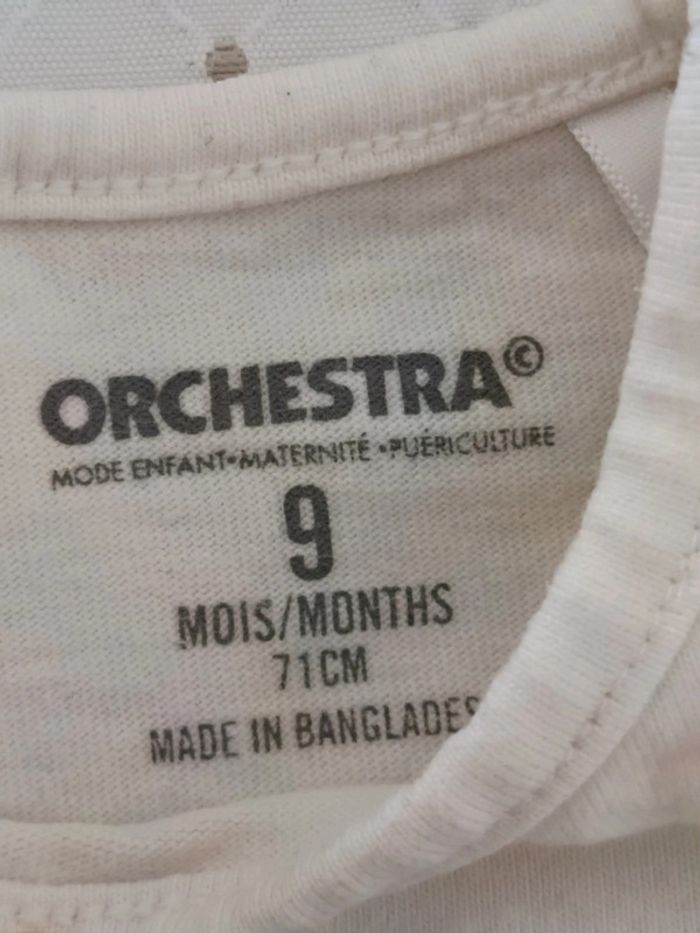 ORCHESTRA©
MODE ENFANT•MATERNITÉ •PUÉRICULTURE
9
MOIS/MONTHS
71CM
MADE IN BANGLADES